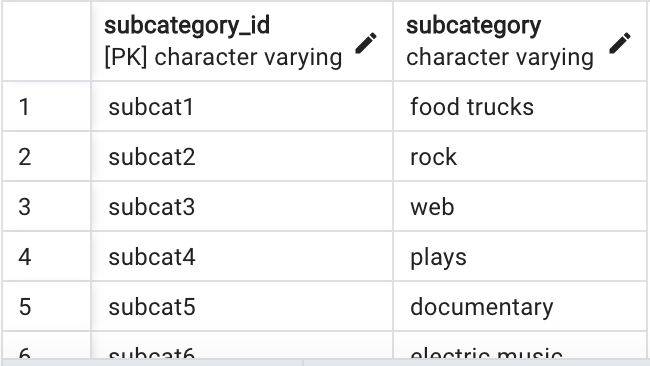 subcategory_id subcategory
[PK] character varying character varying
1 subcat1 food trucks
2 subcat2 rock
3 subcat3 web
4 subcat4 plays
5 subcat5 documentary
6 subcat6 electric music